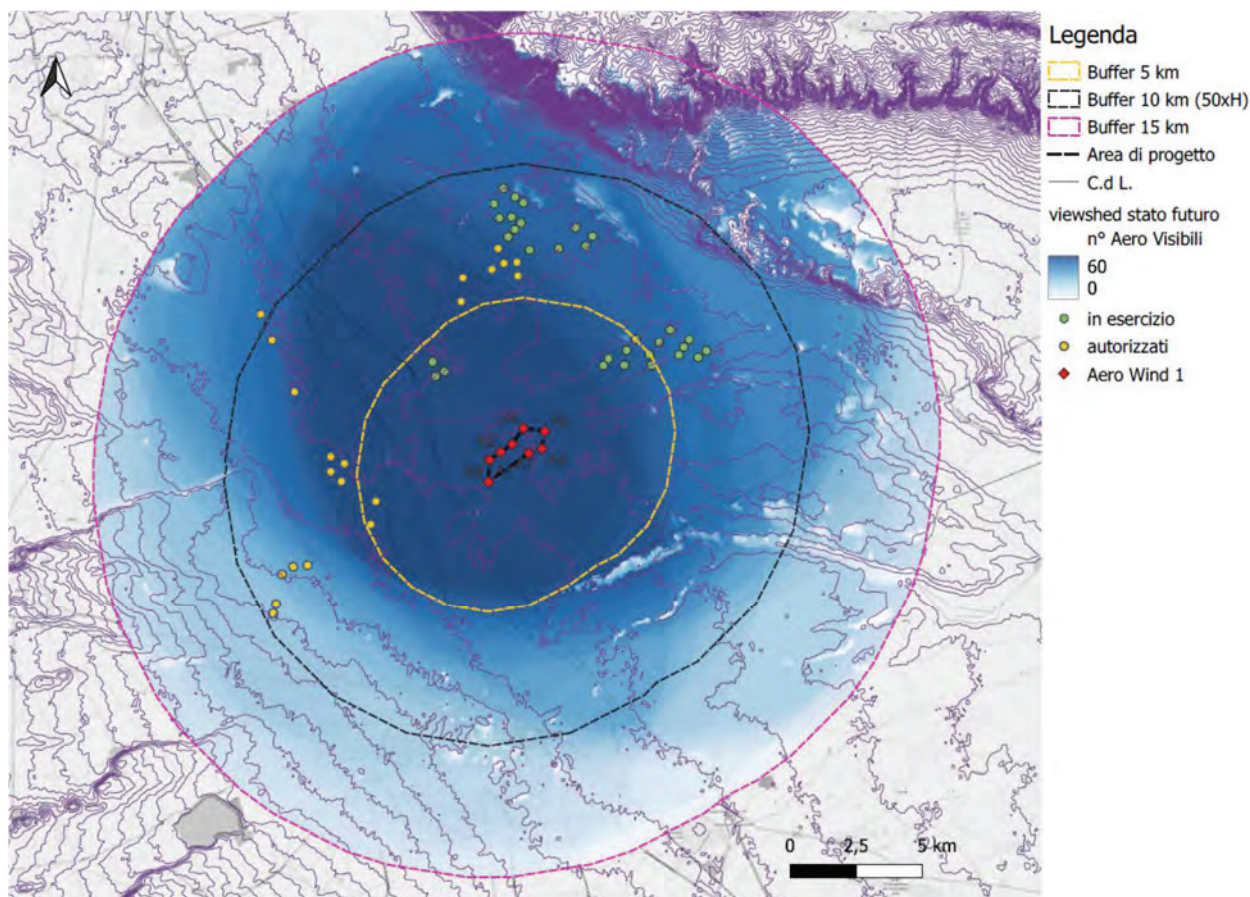 Legenda
Buffer 5 km
Buffer 10 km (50xH)
Buffer 15 km
Area di progetto
C.d L.
viewshed stato futuro
n° Aero Visibili
60
0
in esercizio
autorizzati
Aero Wind 1
0 2,5 5 km